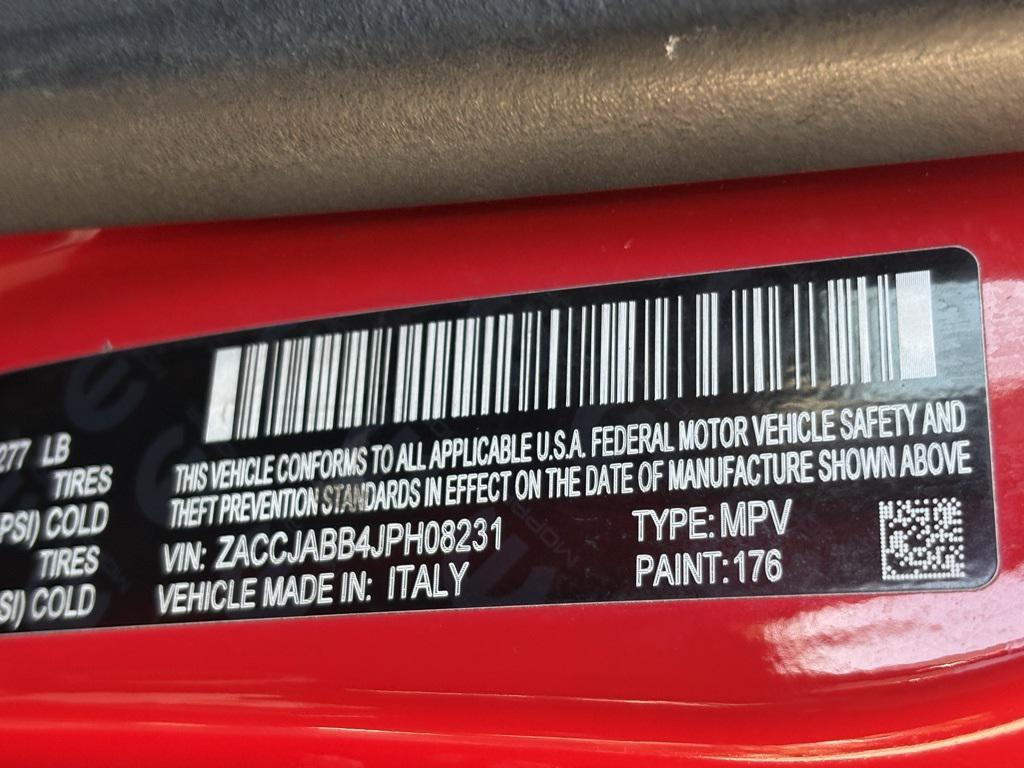 277 LB
TIRES
PSI) COLD
TIRES
SI) COLD
THIS VEHICLE CONFORMS TO ALL APPLICABLE U.S.A. FEDERAL MOTOR VEHICLE SAFETY AND
THEFT PREVENTION STANDARDS IN EFFECT ON THE DATE OF MANUFACTURE SHOWN ABOVE
VIN: ZACCJABB4JPH08231
TYPE: MPV
VEHICLE MADE IN: ITALY
PAINT: 176